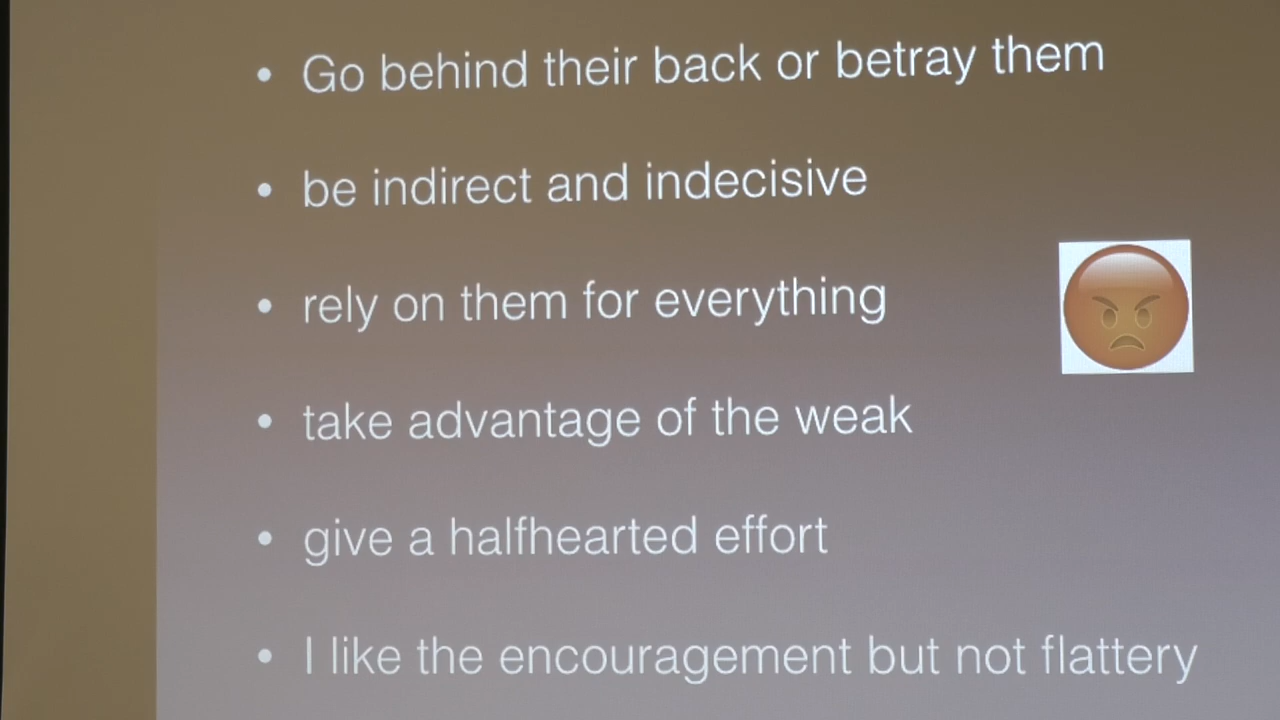 • Go behind their back or betray them
• be indirect and indecisive
• rely on them for everything
• take advantage of the weak
• give a halfhearted effort
• I like the encouragement but not flattery